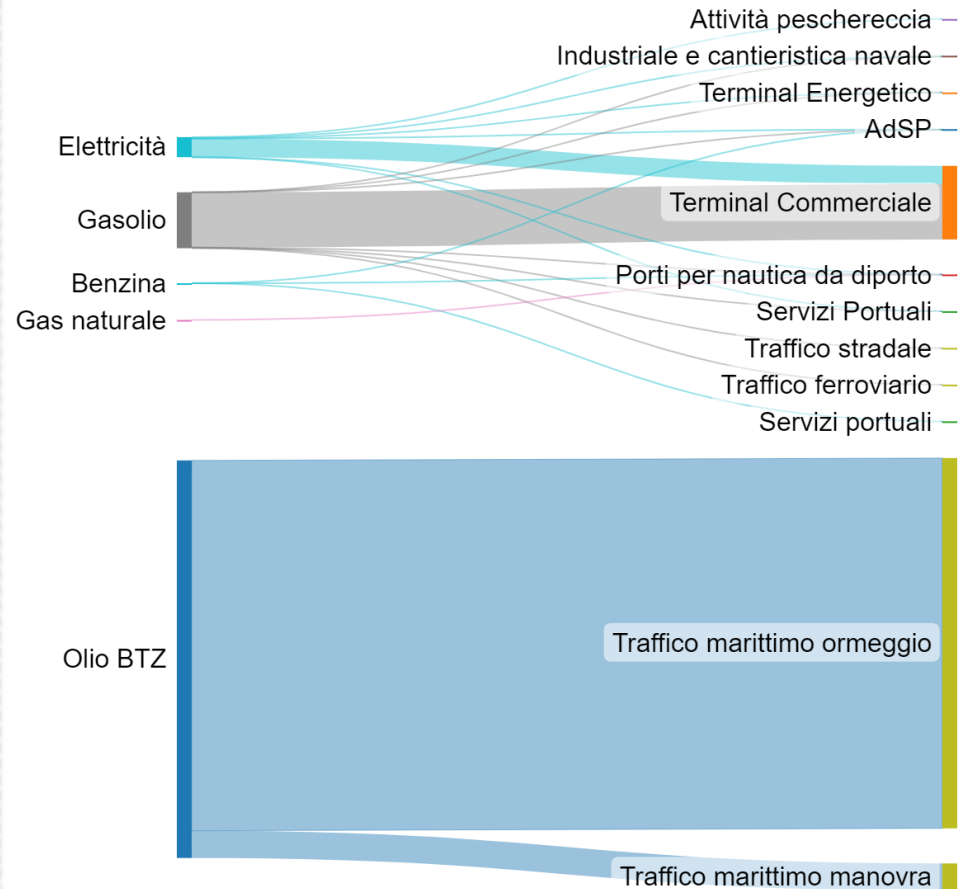 Attività peschereccia
Industriale e cantieristica navale
Terminal Energetico
AdSP
Elettricità
Terminal Commerciale
Gasolio
Porti per nautica da diporto
Benzina
Servizi Portuali
Gas naturale
Traffico stradale
Traffico ferroviario
Servizi portuali
Traffico marittimo ormeggio
Olio BTZ
Traffico marittimo manovra